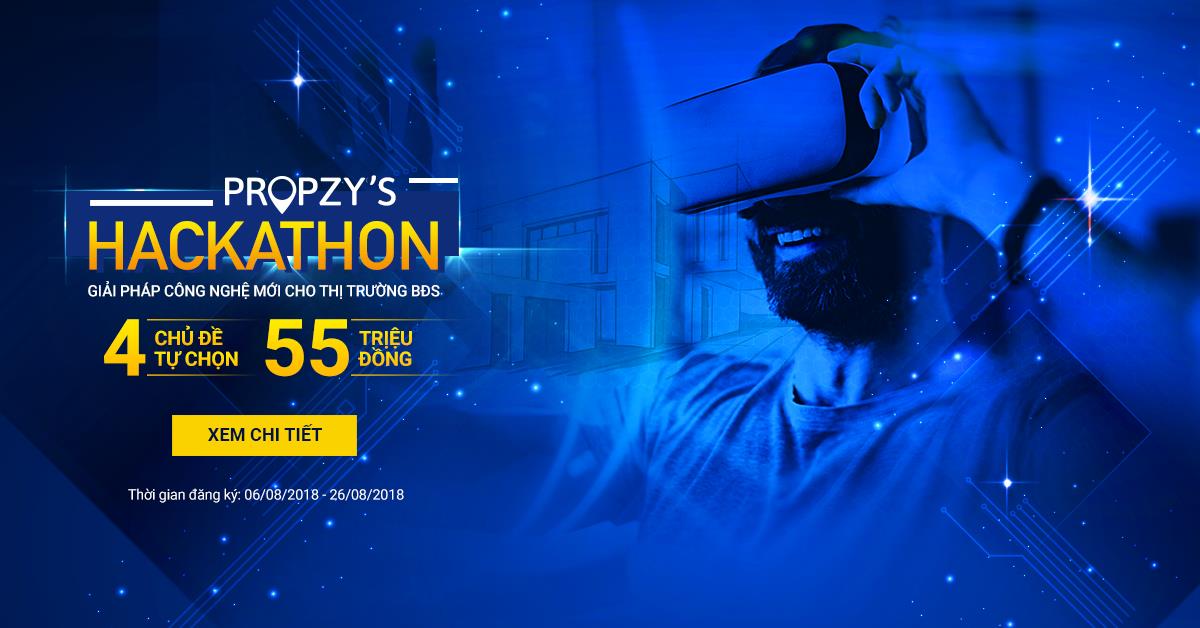 PROPZY'S
HACKATHON
GIẢI PHÁP CÔNG NGHỆ MỚI CHO THỊ TRƯỜNG BĐS
4 CHỦ ĐỀ TỰ CHỌN
55 TRIỆU ĐỒNG
XEM CHI TIẾT
Thời gian đăng ký: 06/08/2018 - 26/08/2018